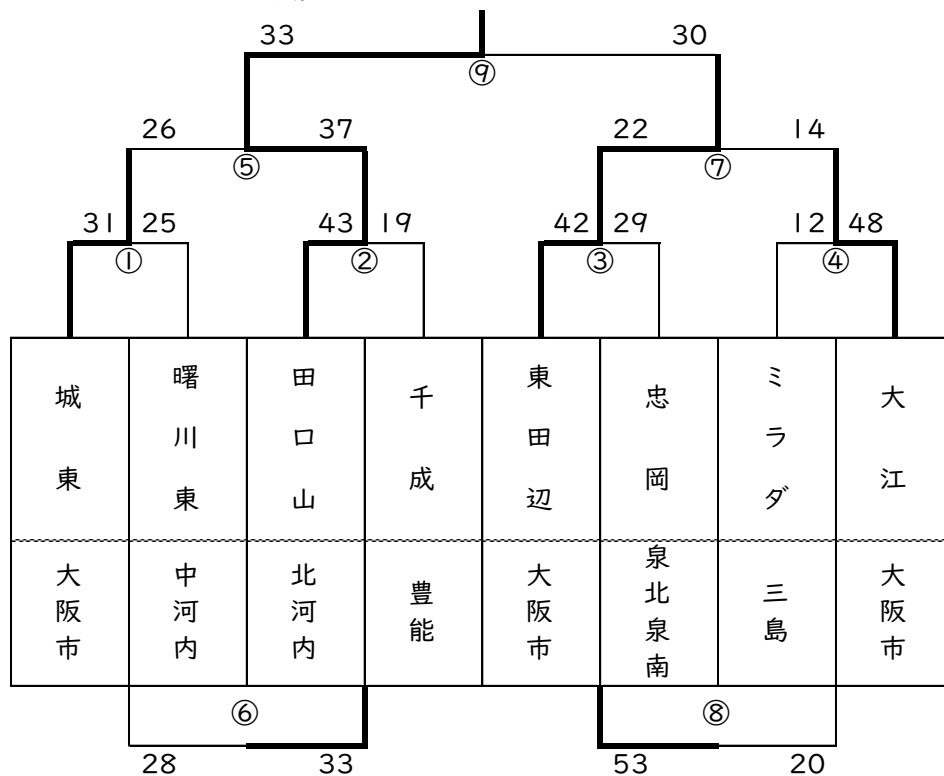 33 30
⑨
26 37 22 14
⑤ ⑦
31 25 43 19 42 29 12 48
① ② ③ ④
城東 曙川東 田口山 千成 東田辺 忠岡 ミラダ 大江
大阪市 中河内 北河内 豊能 大阪市 泉北泉南 三島 大阪市
⑥ ⑧
28 33 53 20